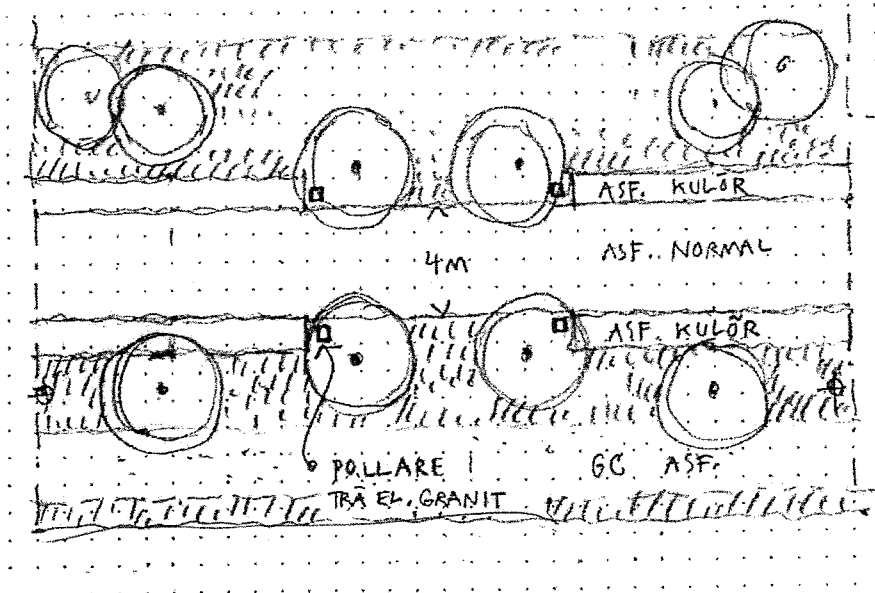 ASF. KULÖR
ASF. NORMAL
4M
ASF. KULÖR
POLLARE
TRÄ EL. GRANIT
GC ASF.